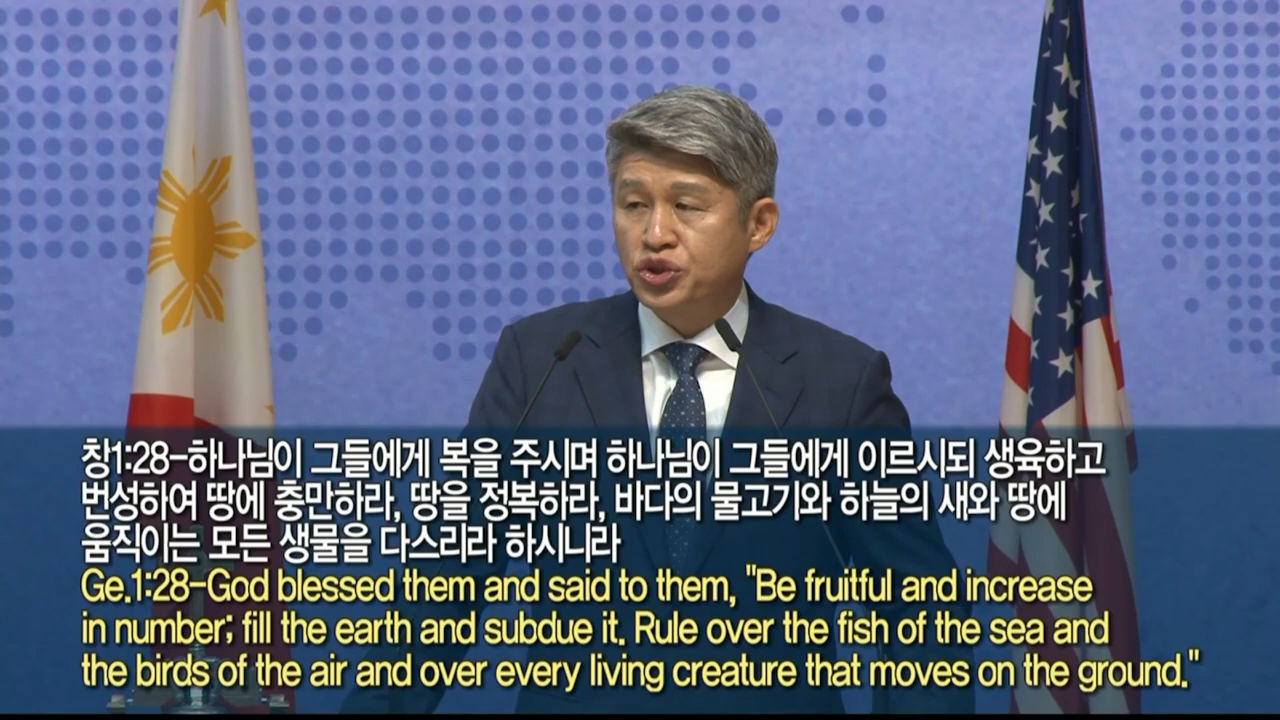 창1:28-하나님이 그들에게 복을 주시며 하나님이 그들에게 이르시되 생육하고
번성하여 땅에 충만하라, 땅을 정복하라, 바다의 물고기와 하늘의 새와 땅에
움직이는 모든 생물을 다스리라 하시니라
Ge.1:28-God blessed them and said to them, "Be fruitful and increase
in number; fill the earth and subdue it. Rule over the fish of the sea and
the birds of the air and over every living creature that moves on the ground."